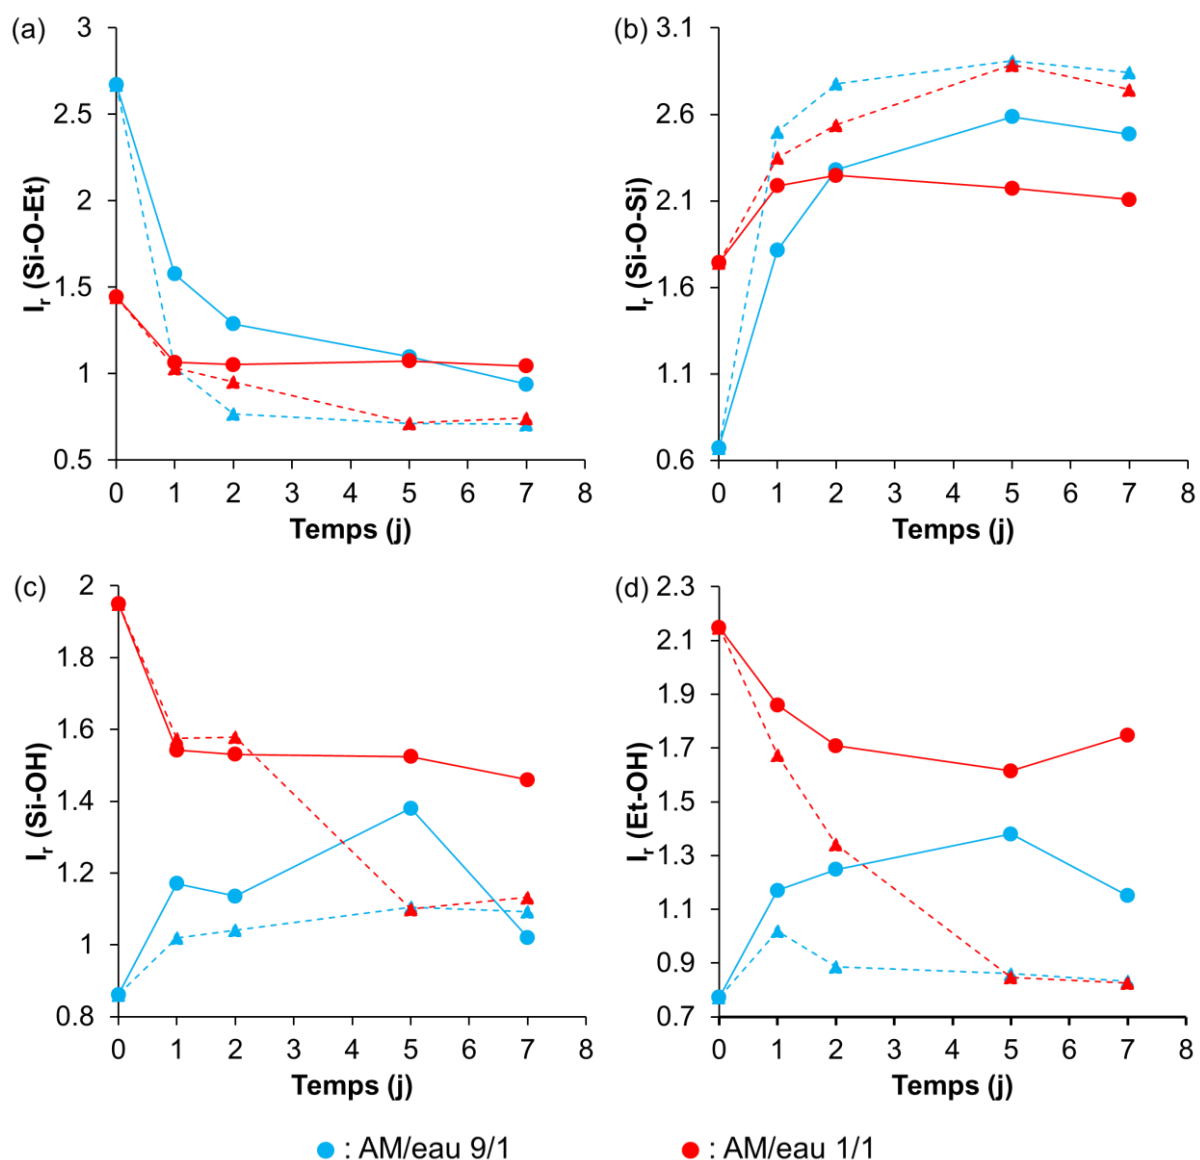 (a)
3
2.5
2
1.5
1
0.5
I_r (Si-O-Et)
0 1 2 3 4 5 6 7 8
Temps (j)
(b)
3.1
2.6
2.1
1.6
1.1
0.6
I_r (Si-O-Si)
0 1 2 3 4 5 6 7 8
Temps (j)
(c)
2
1.8
1.6
1.4
1.2
1
0.8
I_r (Si-OH)
0 1 2 3 4 5 6 7 8
Temps (j)
(d)
2.3
2.1
1.9
1.7
1.5
1.3
1.1
0.9
0.7
I_r (Et-OH)
0 1 2 3 4 5 6 7 8
Temps (j)
: AM/eau 9/1
: AM/eau 1/1